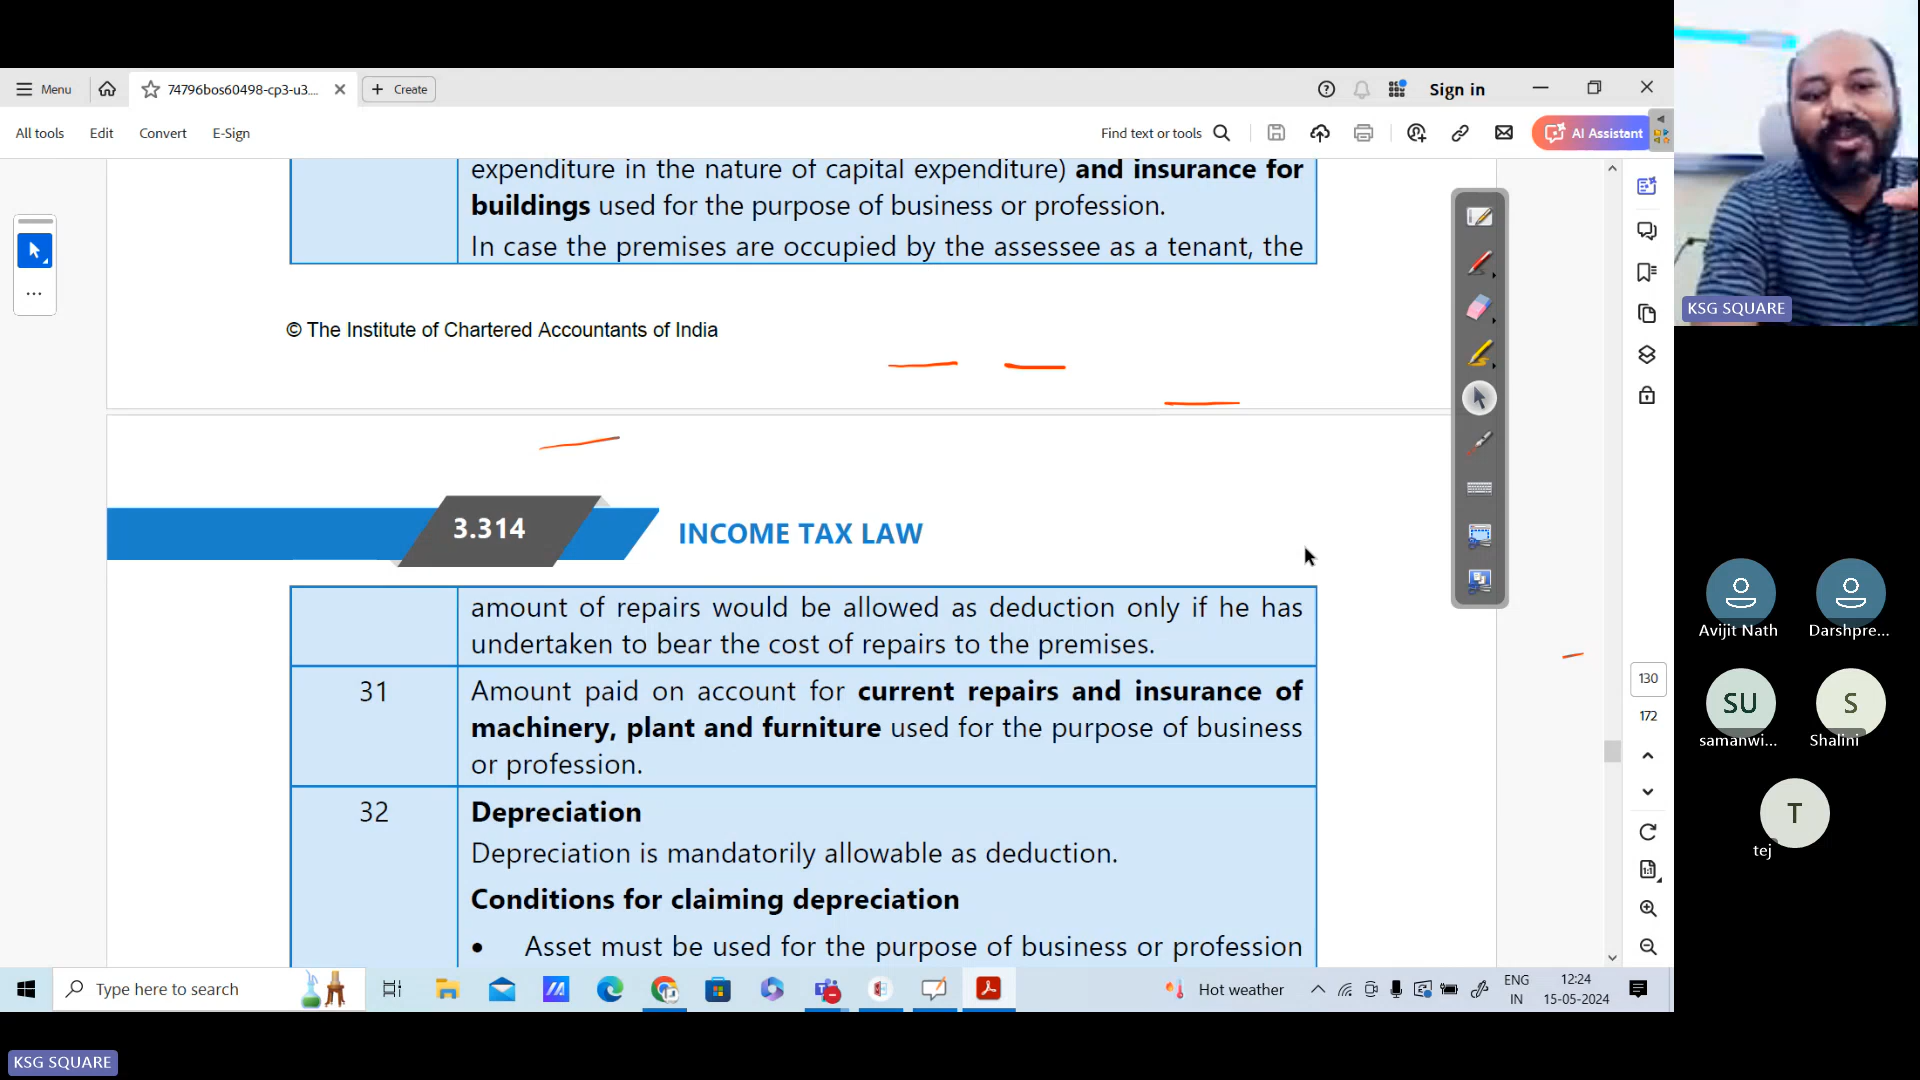 Menu
74796bos60498-cp3-u3....
Create
Sign in
All tools
Edit
Convert
E-Sign
Find text or tools
AI Assistant
expenditure in the nature of capital expenditure) and insurance for
buildings used for the purpose of business or profession.
In case the premises are occupied by the assessee as a tenant, the
© The Institute of Chartered Accountants of India
3.314
INCOME TAX LAW
amount of repairs would be allowed as deduction only if he has
undertaken to bear the cost of repairs to the premises.
31
Amount paid on account for current repairs and insurance of
machinery, plant and furniture used for the purpose of business
or profession.
32
Depreciation
Depreciation is mandatorily allowable as deduction.
Conditions for claiming depreciation
• Asset must be used for the purpose of business or profession
130
172
KSG SQUARE
Avijit Nath
Darshpre...
SU
samanwi...
S
Shalini
T
tej
Type here to search
Hot weather
ENG
IN
12:24
15-05-2024
KSG SQUARE